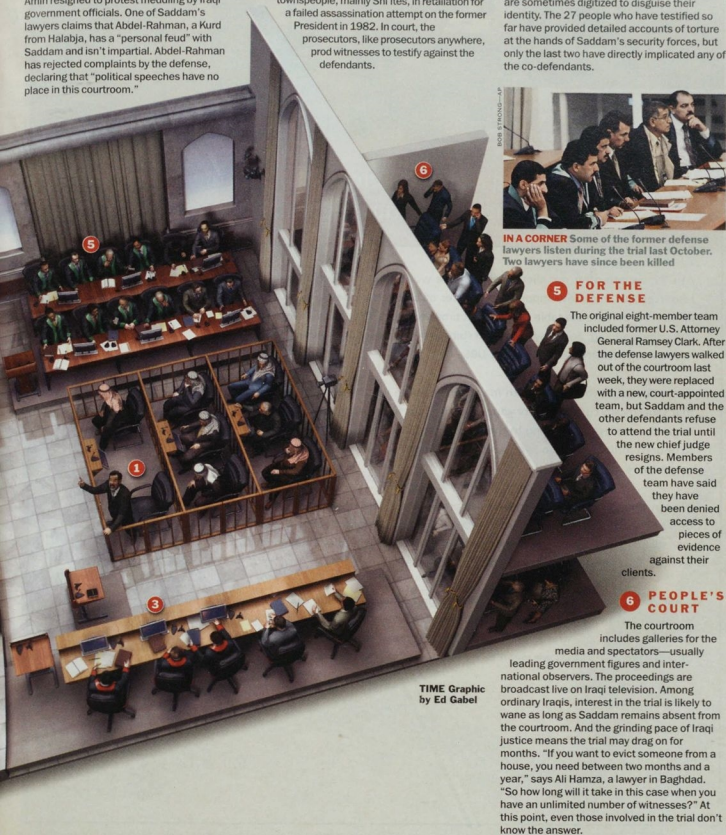 Amin resigned to protest meddling by Iraqi
government officials. One of Saddam's
lawyers claims that Abdel-Rahman, a Kurd
from Halabja, has a "personal feud" with
Saddam and isn't impartial. Abdel-Rahman
has rejected complaints by the defense,
declaring that "political speeches have no
place in this courtroom."
townspeople, mainly Shi'ites, in retaliation for
a failed assassination attempt on the former
President in 1982. In court, the
prosecutors, like prosecutors anywhere,
prod witnesses to testify against the
defendants.
are sometimes digitized to disguise their
identity. The 27 people who have testified so
far have provided detailed accounts of torture
at the hands of Saddam's security forces, but
only the last two have directly implicated any of
the co-defendants.
BOB STRONG—AP
IN A CORNER Some of the former defense
lawyers listen during the trial last October.
Two lawyers have since been killed
5 FOR THE
DEFENSE
The original eight-member team
included former U.S. Attorney
General Ramsey Clark. After
the defense lawyers walked
out of the courtroom last
week, they were replaced
with a new, court-appointed
team, but Saddam and the
other defendants refuse
to attend the trial until
the new chief judge
resigns. Members
of the defense
team have said
they have
been denied
access to
pieces of
evidence
against their
clients.
6 PEOPLE'S
COURT
The courtroom
includes galleries for the
media and spectators—usually
leading government figures and inter-
national observers. The proceedings are
broadcast live on Iraqi television. Among
ordinary Iraqis, interest in the trial is likely to
wane as long as Saddam remains absent from
the courtroom. And the grinding pace of Iraqi
justice means the trial may drag on for
months. "If you want to evict someone from a
house, you need between two months and a
year," says Ali Hamza, a lawyer in Baghdad.
"So how long will it take in this case when you
have an unlimited number of witnesses?" At
this point, even those involved in the trial don't
know the answer.
5
6
1
3
TIME Graphic
by Ed Gabel